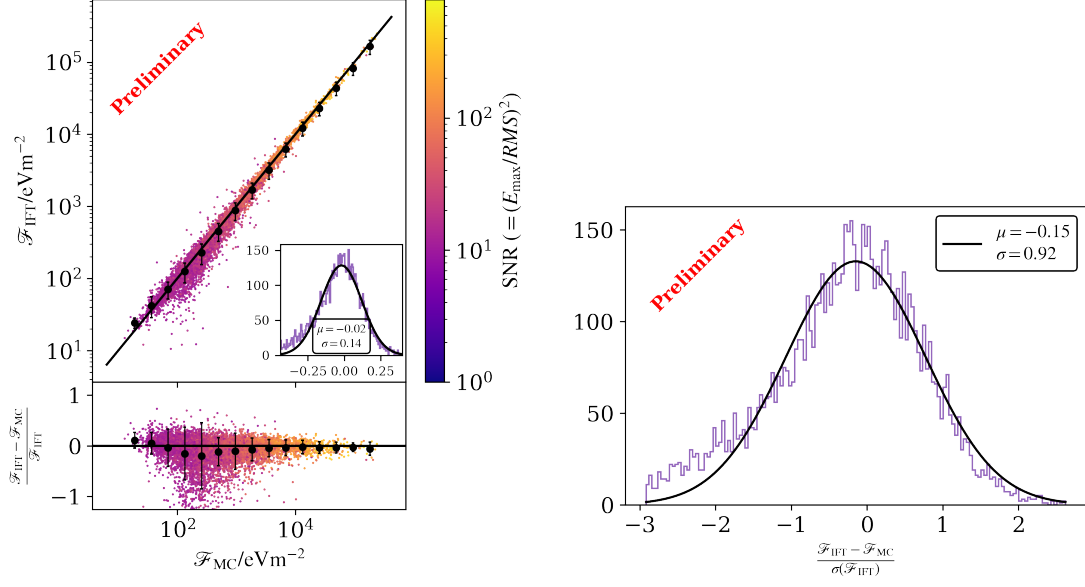 Preliminary
10^5
10^4
10^3
10^2
10^1
ℱ_IFT/eVm^−2
150
100
50
0
−0.25 0.00 0.25
μ=−0.02
σ=0.14
10^2
10^1
10^0
SNR (=(E_max/RMS)^2)
1
0
−1
ℱ_IFT−ℱ_MC
ℱ_IFT
10^2 10^4
ℱ_MC/eVm^−2
Preliminary
μ=−0.15
σ=0.92
150
100
50
0
−3 −2 −1 0 1 2
ℱ_IFT−ℱ_MC
σ(ℱ_IFT)